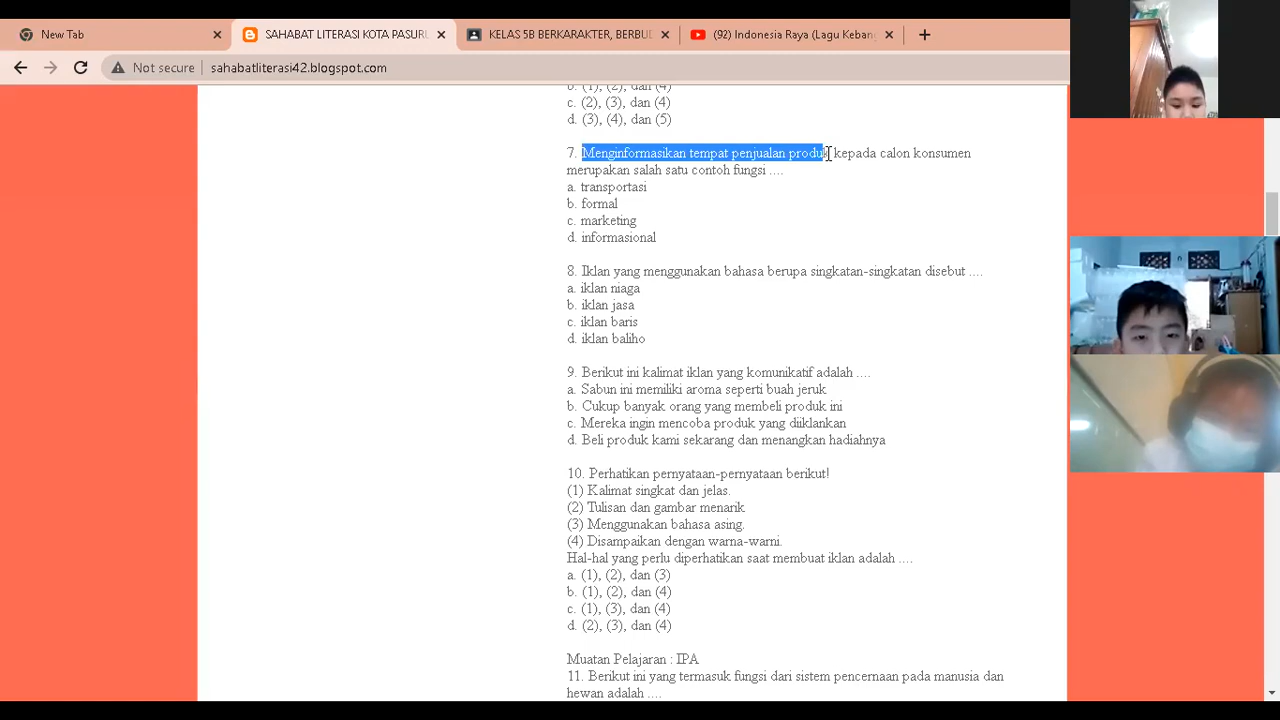 New Tab
SAHABAT LITERASI KOTA PASURU
KELAS 5B BERKARAKTER, BERBUL
(92) Indonesia Raya (Lagu Kebang
Not secure
sahabatliterasi42.blogspot.com
b. (1), (2), dan (4)
c. (2), (3), dan (4)
d. (3), (4), dan (5)
7. Menginformasikan tempat penjualan produk kepada calon konsumen
merupakan salah satu contoh fungsi ....
a. transportasi
b. formal
c. marketing
d. informasional
8. Iklan yang menggunakan bahasa berupa singkatan-singkatan disebut ....
a. iklan niaga
b. iklan jasa
c. iklan baris
d. iklan baliho
9. Berikut ini kalimat iklan yang komunikatif adalah ....
a. Sabun ini memiliki aroma seperti buah jeruk
b. Cukup banyak orang yang membeli produk ini
c. Mereka ingin mencoba produk yang diiklankan
d. Beli produk kami sekarang dan menangkan hadiahnya
10. Perhatikan pernyataan-pernyataan berikut!
(1) Kalimat singkat dan jelas.
(2) Tulisan dan gambar menarik
(3) Menggunakan bahasa asing.
(4) Disampaikan dengan warna-warni.
Hal-hal yang perlu diperhatikan saat membuat iklan adalah ....
a. (1), (2), dan (3)
b. (1), (2), dan (4)
c. (1), (3), dan (4)
d. (2), (3), dan (4)
Muatan Pelajaran : IPA
11. Berikut ini yang termasuk fungsi dari sistem pencernaan pada manusia dan
hewan adalah ....